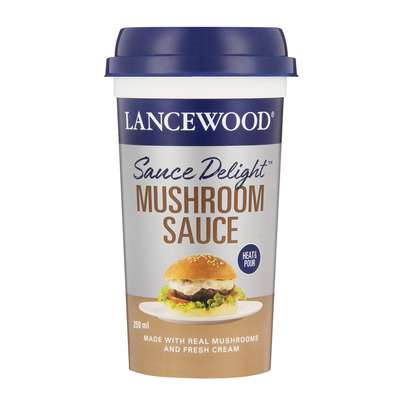 LANCEWOOD®
Sauce Delight™
MUSHROOM
SAUCE
HEAT &
POUR
250 ml
MADE WITH REAL MUSHROOMS
AND FRESH CREAM